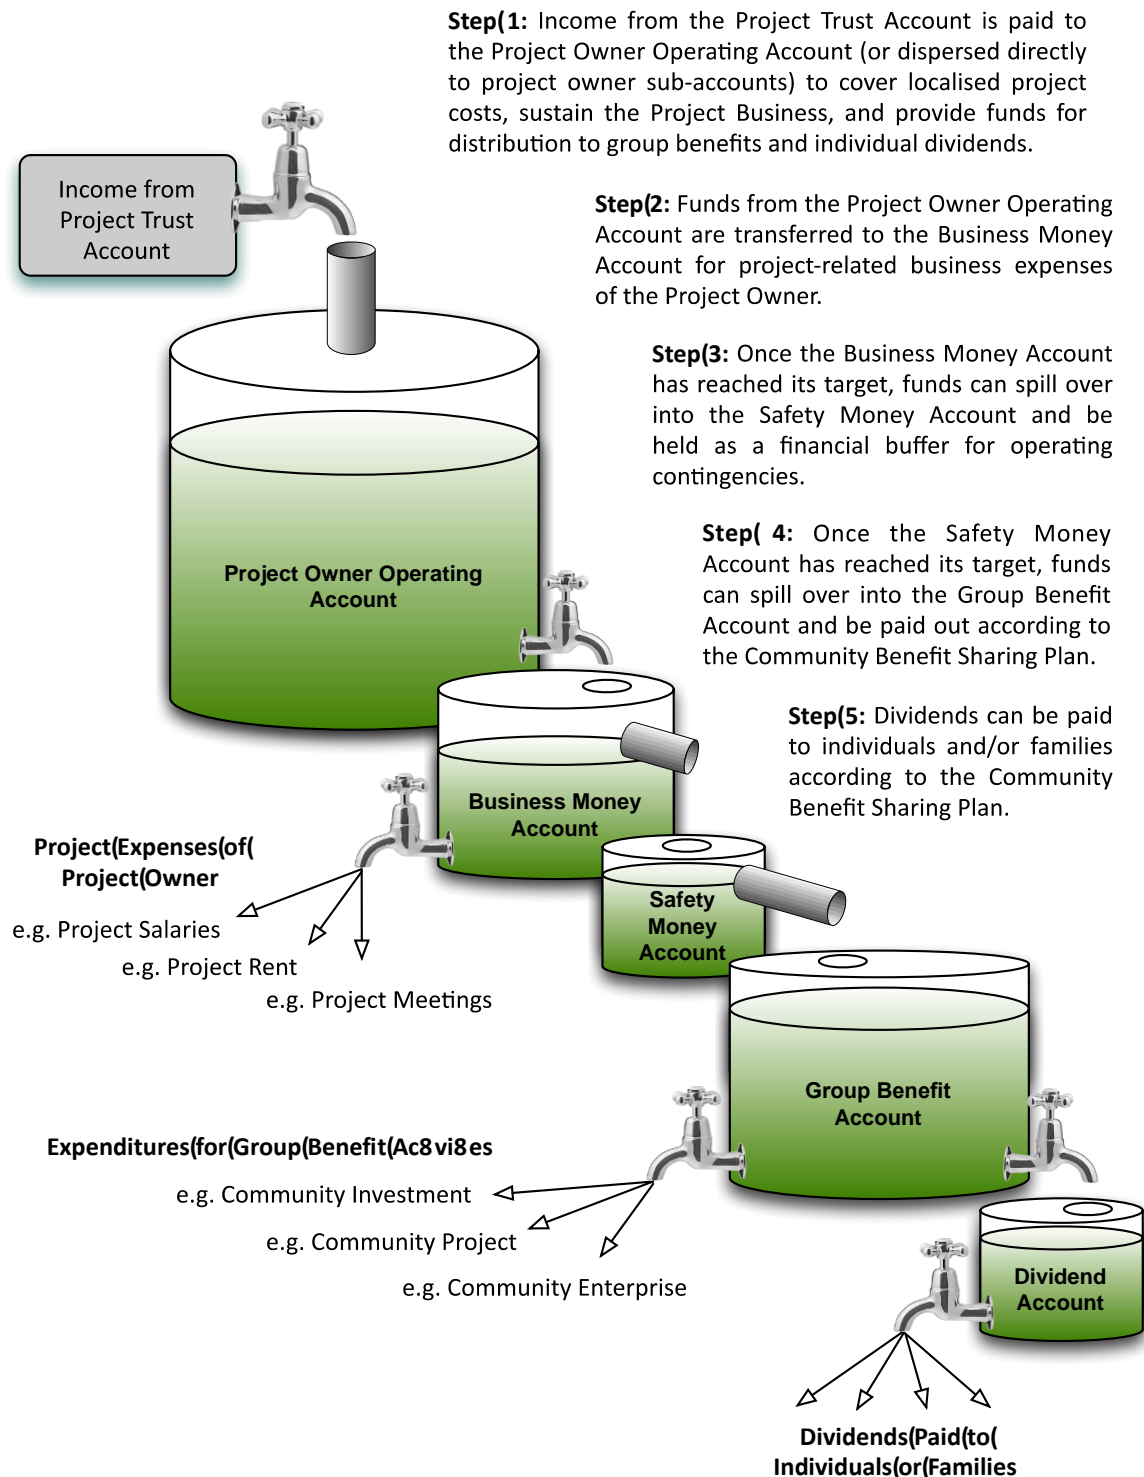 Step(1: Income from the Project Trust Account is paid to
the Project Owner Operating Account (or dispersed directly
to project owner sub-accounts) to cover localised project
costs, sustain the Project Business, and provide funds for
distribution to group benefits and individual dividends.
Income from
Project Trust
Account
Step(2: Funds from the Project Owner Operating
Account are transferred to the Business Money
Account for project-related business expenses
of the Project Owner.
Step(3: Once the Business Money Account
has reached its target, funds can spill over
into the Safety Money Account and be
held as a financial buffer for operating
contingencies.
Step( 4: Once the Safety Money
Account has reached its target, funds
can spill over into the Group Benefit
Account and be paid out according to
the Community Benefit Sharing Plan.
Project Owner Operating
Account
Step(5: Dividends can be paid
to individuals and/or families
according to the Community
Benefit Sharing Plan.
Business Money
Account
Project(Expenses(of(
Project(Owner
e.g. Project Salaries
e.g. Project Rent
e.g. Project Meetings
Safety
Money
Account
Group Benefit
Account
Expenditures(for(Group(Benefit(Ac8vi8es
e.g. Community Investment
e.g. Community Project
e.g. Community Enterprise
Dividend
Account
Dividends(Paid(to(
Individuals(or(Families